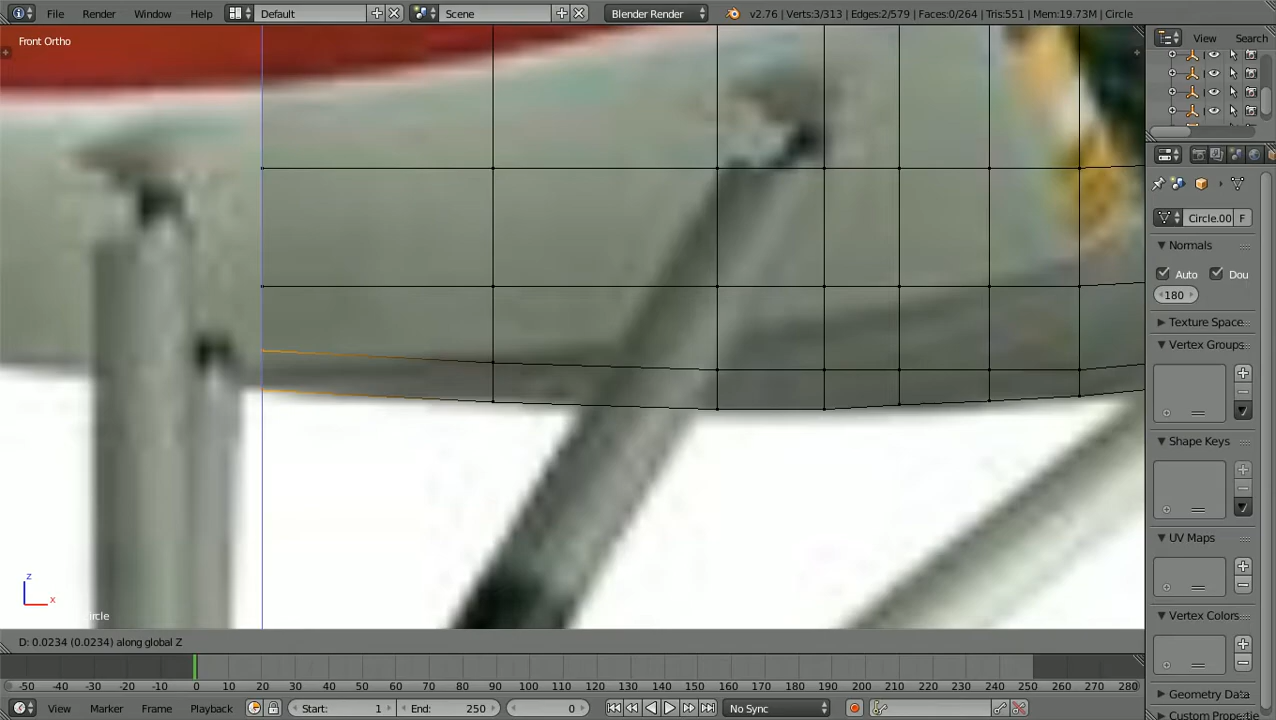 File Render Window Help Default Scene Blender Render v2.76 | Verts:3/313 | Edges:2/579 | Faces:0/264 | Tris:551 | Mem:19.73M | Circle
Front Ortho
View Search
Circle.00 F
Normals
Auto Dou
180
Texture Space
Vertex Groups
Shape Keys
UV Maps
Vertex Colors
Geometry Data
Custom Propertie
z
x
ircle
D: 0.0234 (0.0234) along global Z
-50 -40 -30 -20 -10 0 10 20 30 40 50 60 70 80 90 100 110 120 130 140 150 160 170 180 190 200 210 220 230 240 250 260 270 280
View Marker Frame Playback Start: 1 End: 250 0 No Sync